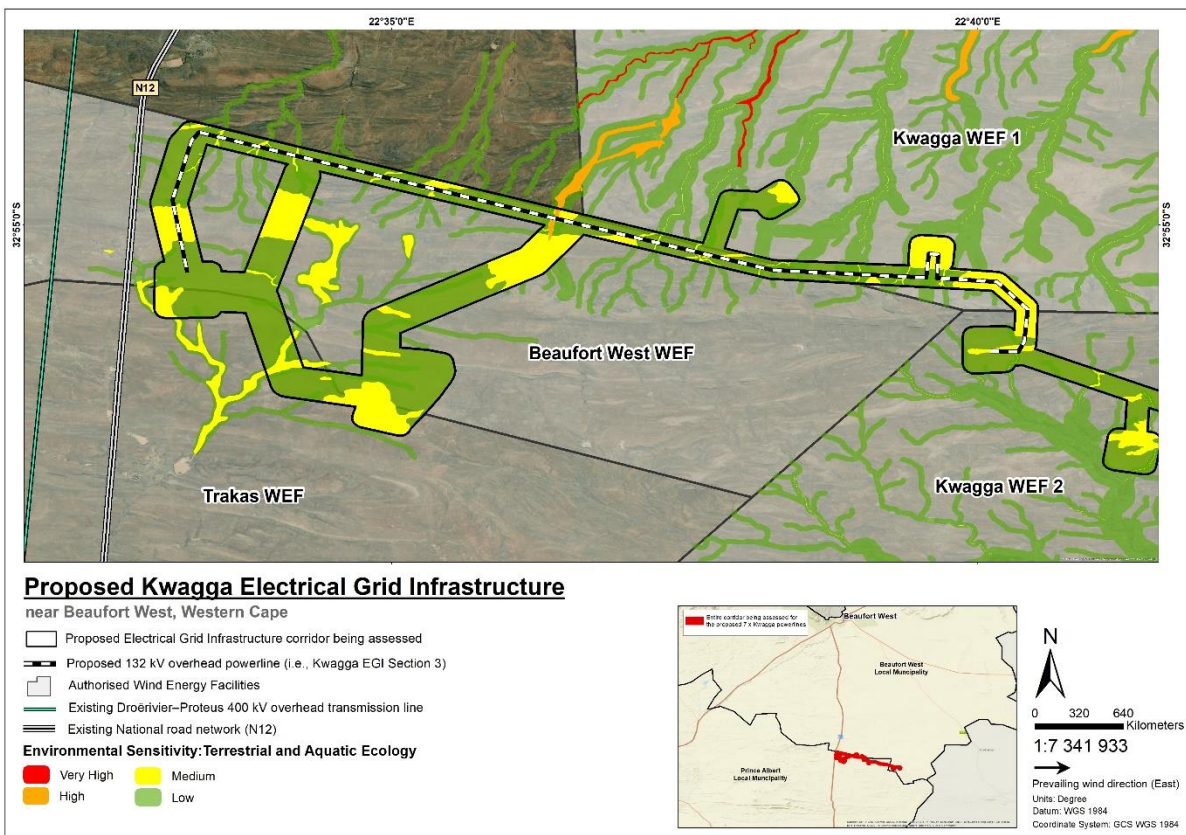 22°35'0"E
22°40'0"E
N12
Kwagga WEF 1
32°55'0"S
32°55'0"S
Beaufort West WEF
Trakas WEF
Kwagga WEF 2
Proposed Kwagga Electrical Grid Infrastructure
near Beaufort West, Western Cape
Proposed Electrical Grid Infrastructure corridor being assessed
Proposed 132 kV overhead powerline (i.e., Kwagga EGI Section 3)
Authorised Wind Energy Facilities
Existing Droërivier–Proteus 400 kV overhead transmission line
Existing National road network (N12)
Environmental Sensitivity: Terrestrial and Aquatic Ecology
Very High
Medium
High
Low
Entire corridor being assessed for
the proposed 7 x Kwagga powerlines
Beaufort West
Beaufort West
Local Municipality
Prince Albert
Local Muncipality
N
0 320 640
Kilometers
1:7 341 933
Prevailing wind direction (East)
Units: Degree
Datum: WGS 1984
Coordinate System: GCS WGS 1984